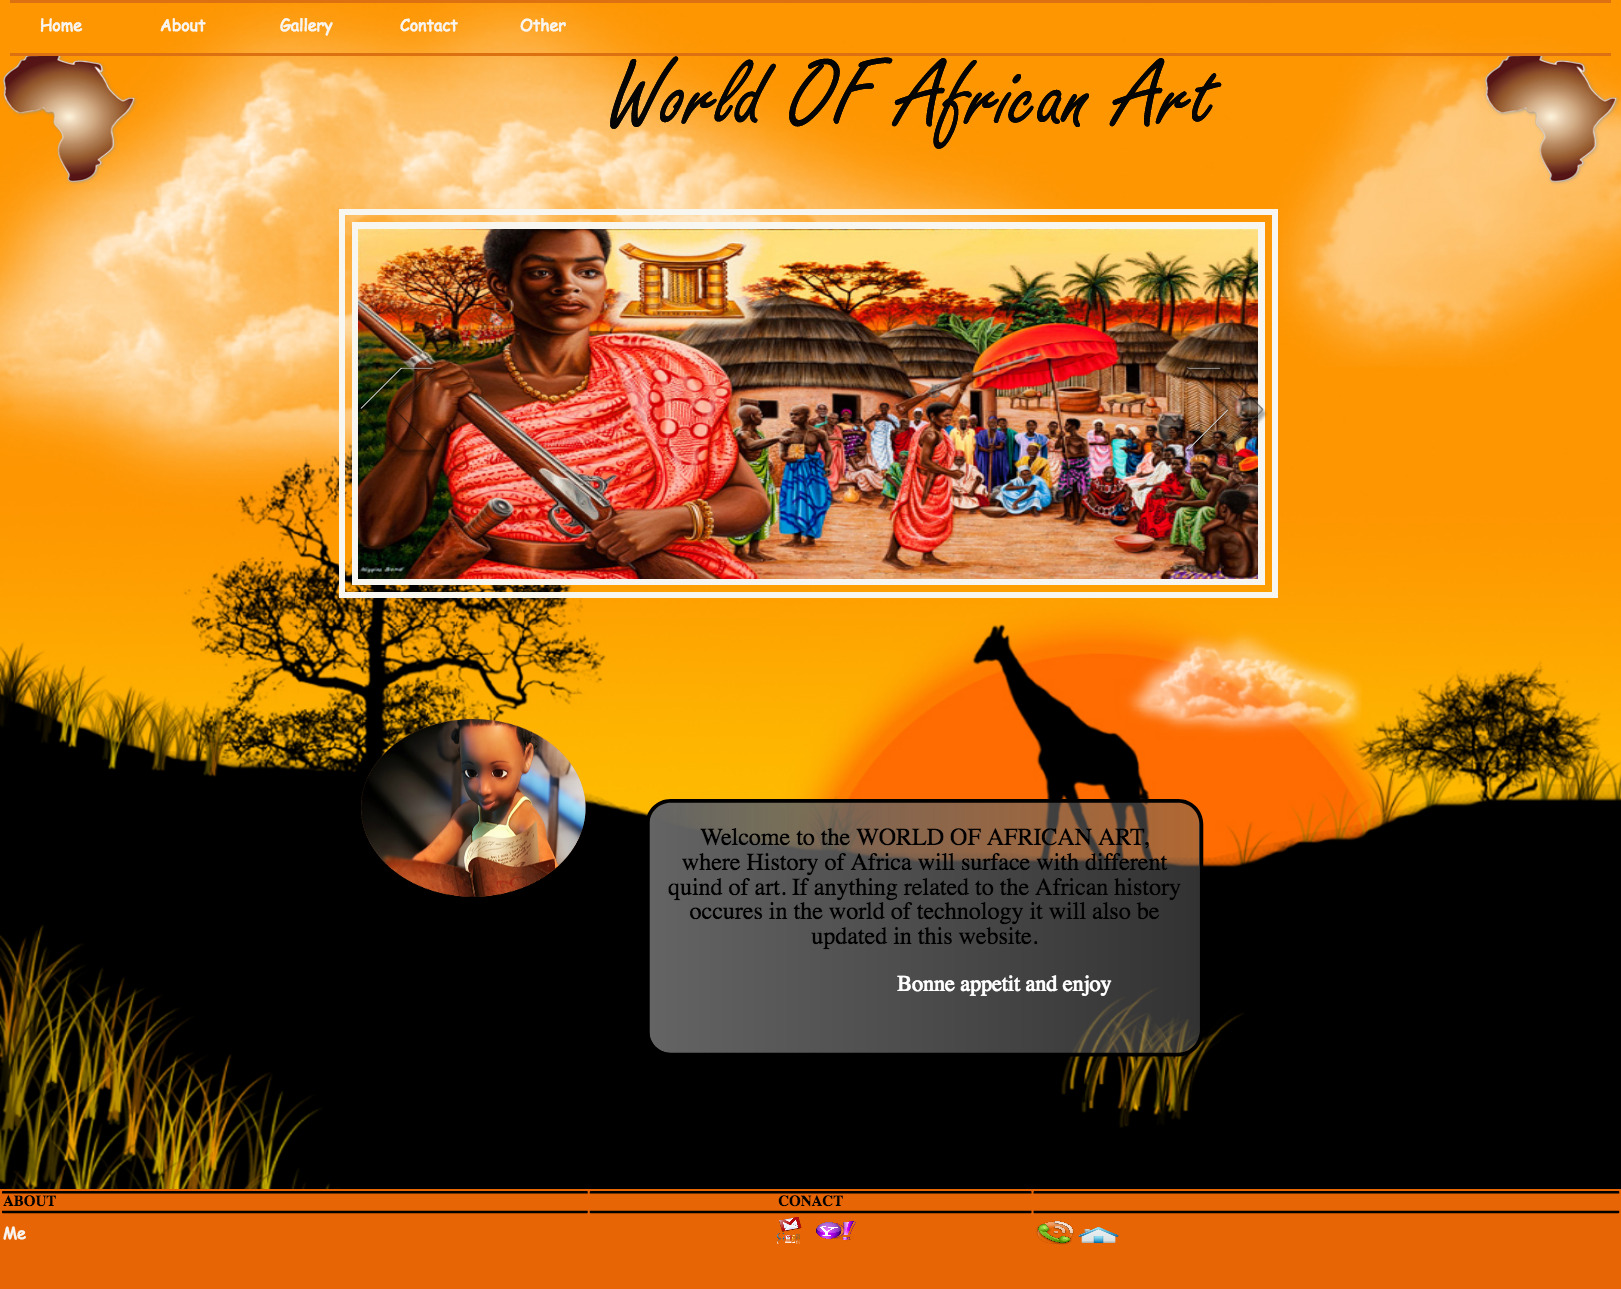 Home About Gallery Contact Other
World OF African Art
Welcome to the WORLD OF AFRICAN ART,
where History of Africa will surface with different
quind of art. If anything related to the African history
occures in the world of technology it will also be
updated in this website.
Bonne appetit and enjoy
ABOUT CONACT
Me